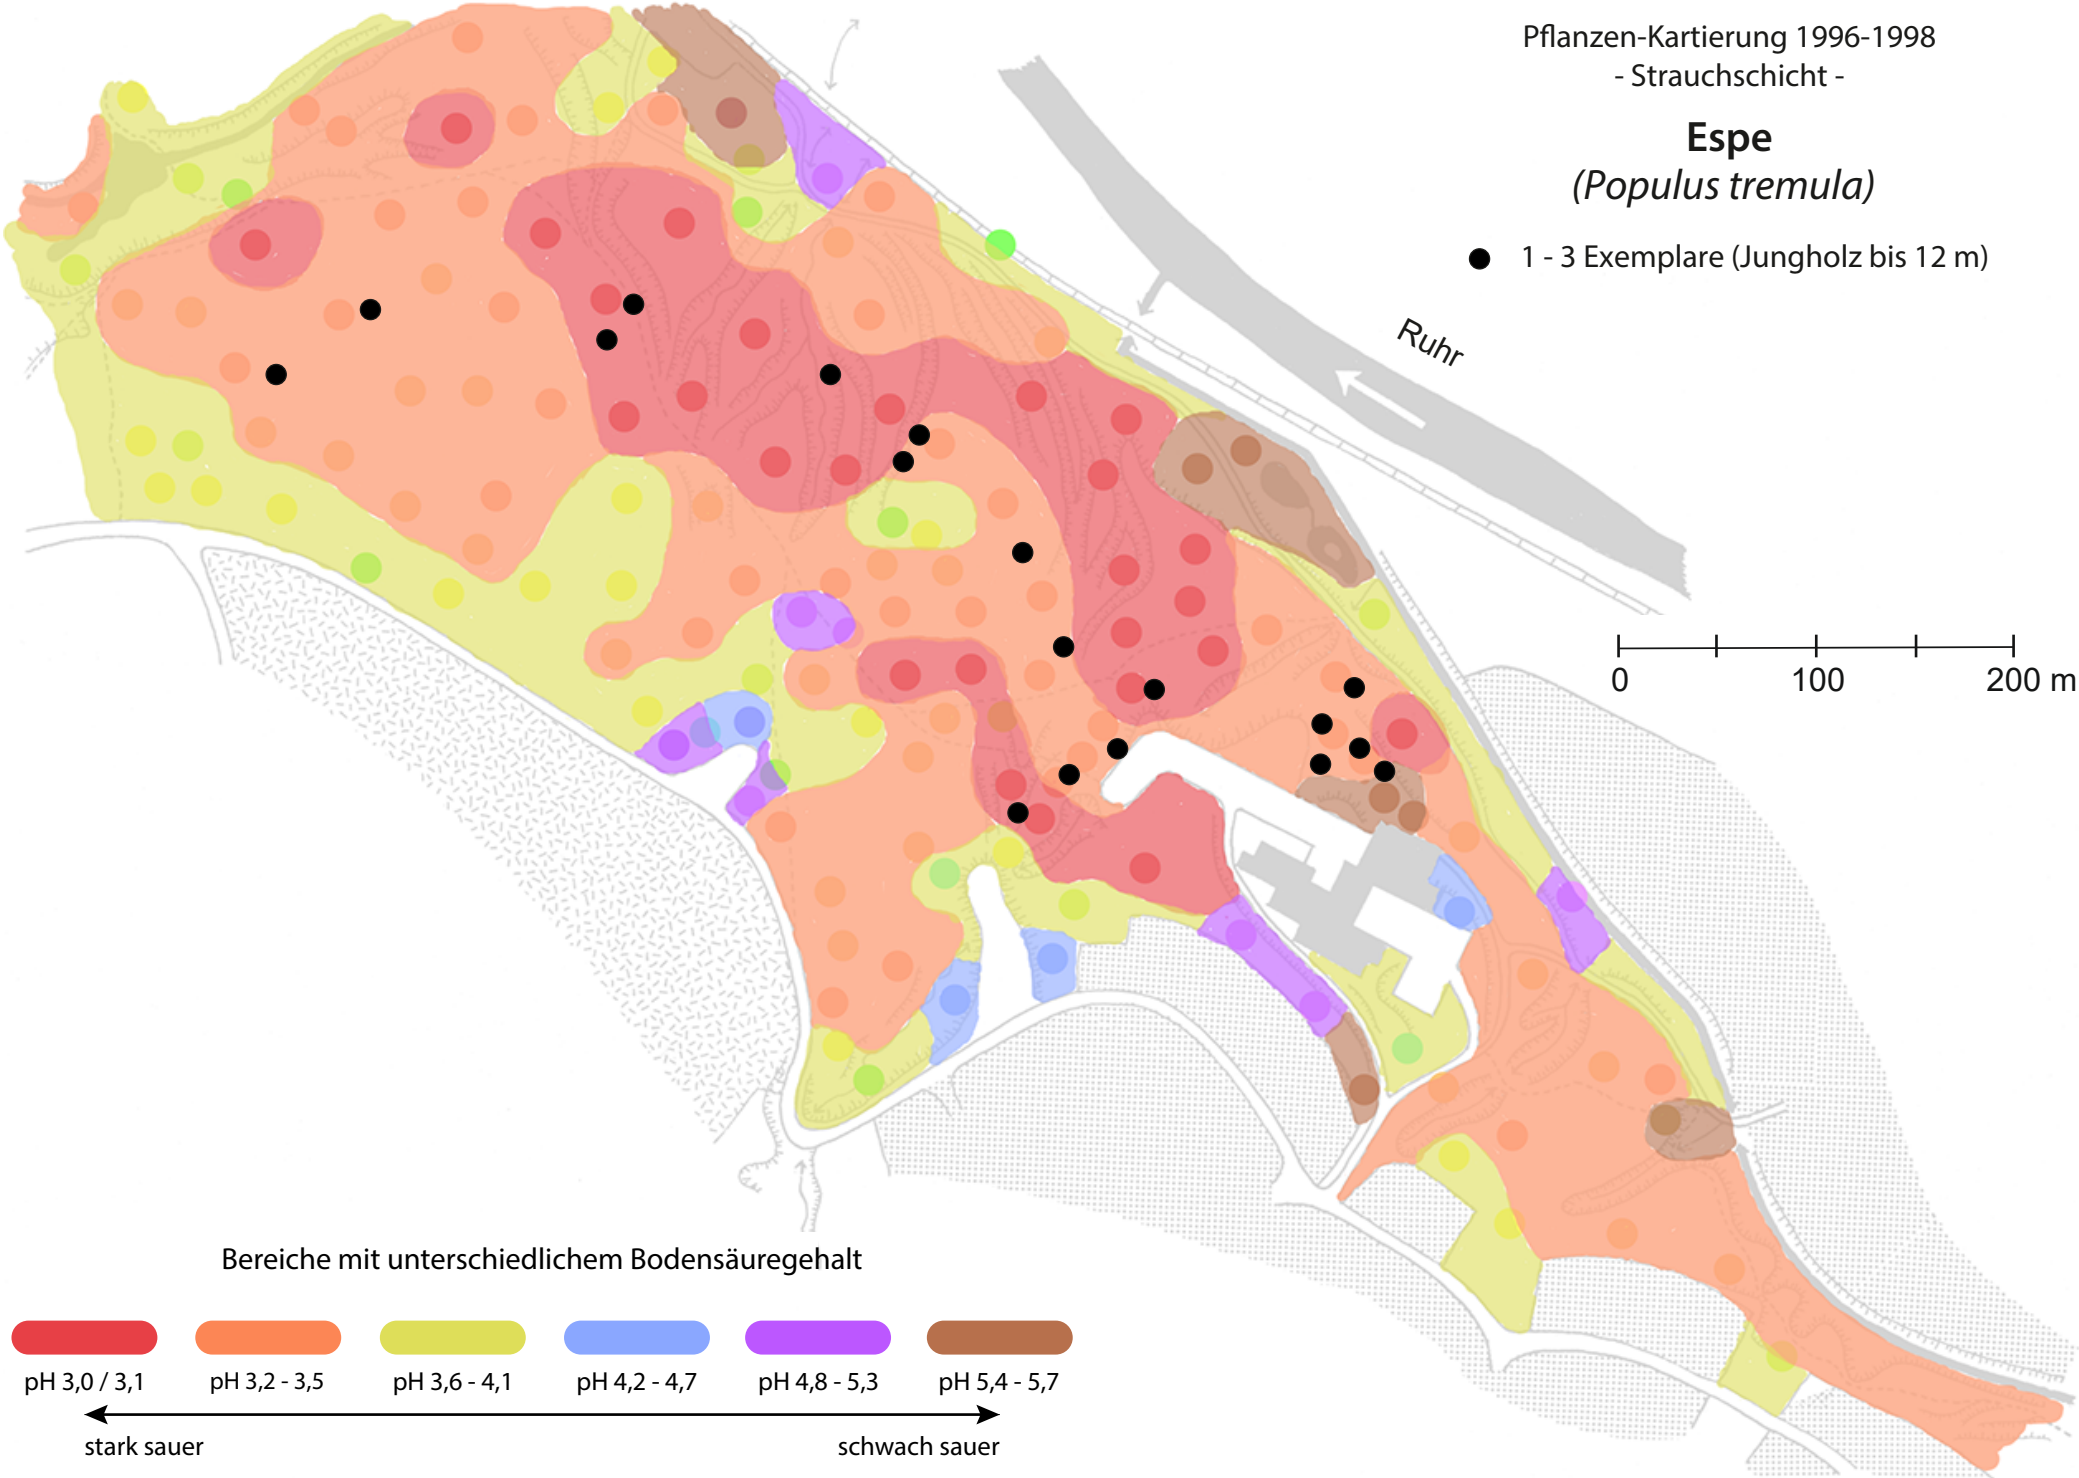 Pflanzen-Kartierung 1996-1998
- Strauchschicht -
Espe
(Populus tremula)
1 - 3 Exemplare (Jungholz bis 12 m)
Ruhr
0 100 200 m
Bereiche mit unterschiedlichem Bodensäuregehalt
pH 3,0 / 3,1 pH 3,2 - 3,5 pH 3,6 - 4,1 pH 4,2 - 4,7 pH 4,8 - 5,3 pH 5,4 - 5,7
stark sauer schwach sauer